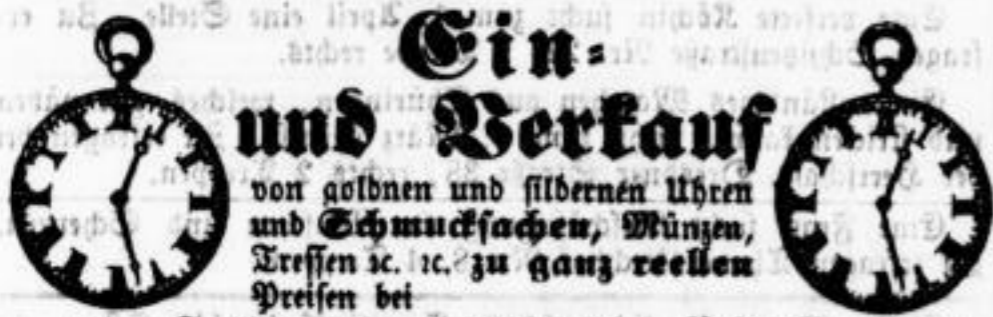 Ein-
und Verkauf
von goldnen und silbernen Uhren
und Schmucksachen, Münzen,
Tressen ꝛc. ꝛc. zu ganz reellen
Preisen bei